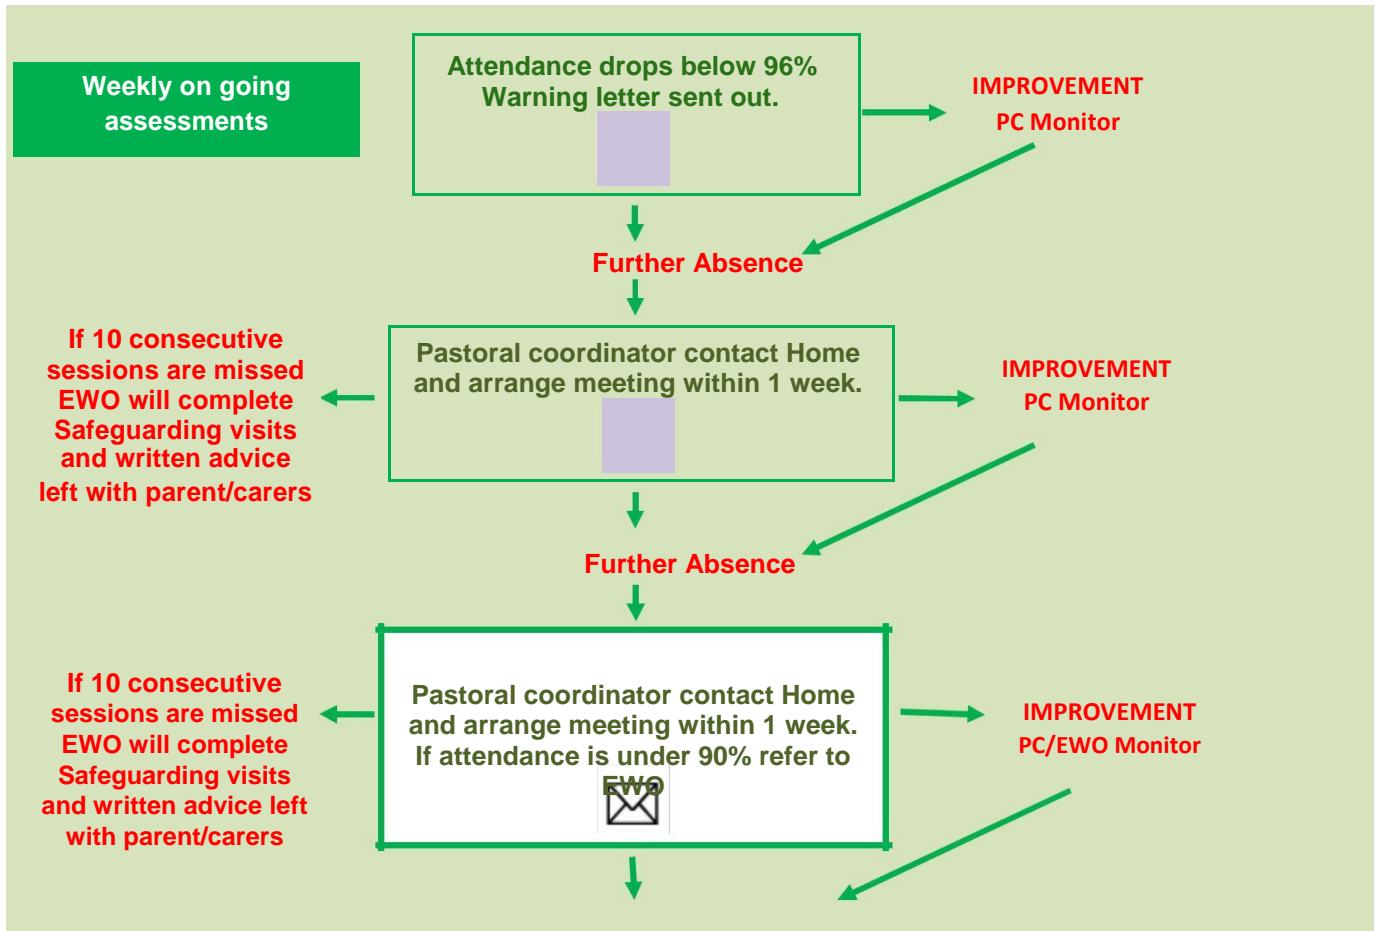 Weekly on going
assessments
Attendance drops below 96%
Warning letter sent out.
IMPROVEMENT
PC Monitor
Further Absence
If 10 consecutive
sessions are missed
EWO will complete
Safeguarding visits
and written advice
left with parent/carers
Pastoral coordinator contact Home
and arrange meeting within 1 week.
IMPROVEMENT
PC Monitor
Further Absence
If 10 consecutive
sessions are missed
EWO will complete
Safeguarding visits
and written advice left
with parent/carers
Pastoral coordinator contact Home
and arrange meeting within 1 week.
If attendance is under 90% refer to
EWO
IMPROVEMENT
PC/EWO Monitor